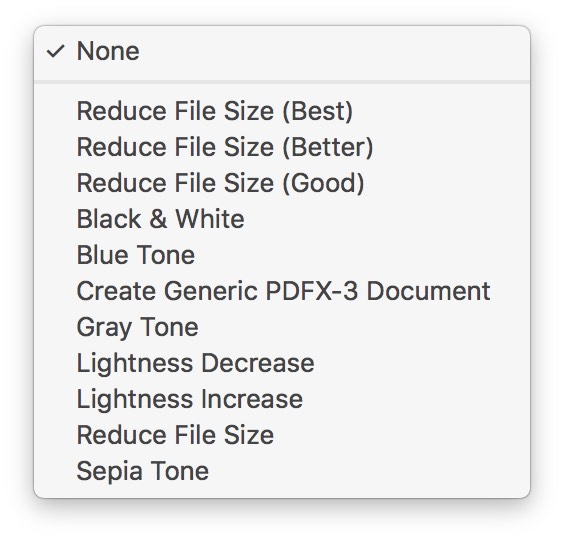 ✓ None
Reduce File Size (Best)
Reduce File Size (Better)
Reduce File Size (Good)
Black & White
Blue Tone
Create Generic PDFX-3 Document
Gray Tone
Lightness Decrease
Lightness Increase
Reduce File Size
Sepia Tone